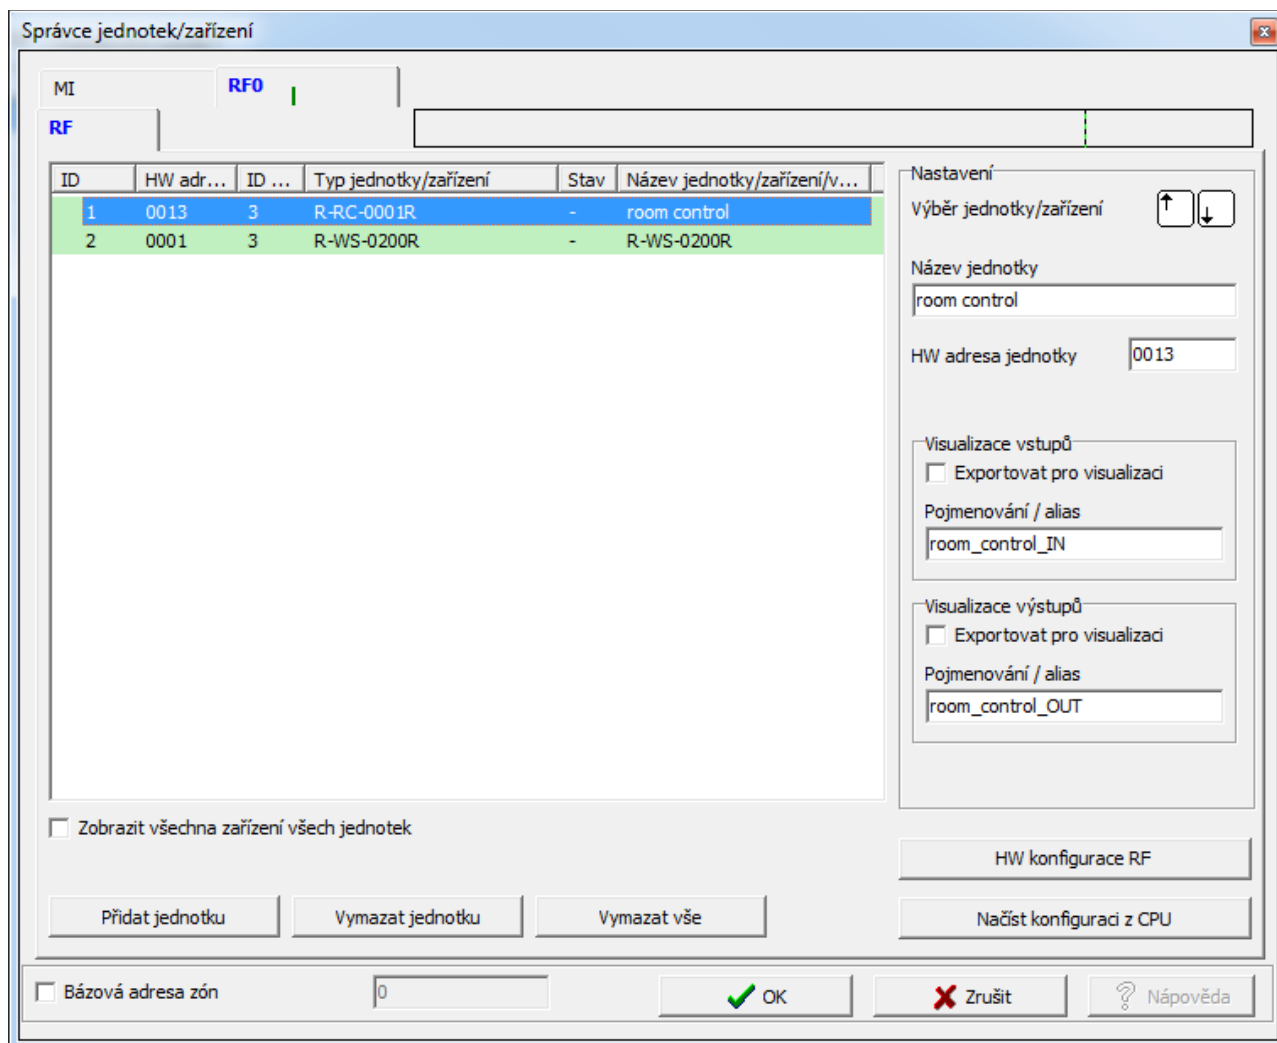 Správce jednotek/zařízení
MI
RF0
RF
ID HW adr... ID ... Typ jednotky/zařízení Stav Název jednotky/zařízení/v...
1 0013 3 R-RC-0001R - room control
2 0001 3 R-WS-0200R - R-WS-0200R
Zobrazit všechna zařízení všech jednotek
Přidat jednotku Vymazat jednotku Vymazat vše
Nastavení
Výběr jednotky/zařízení
Název jednotky
room control
HW adresa jednotky 0013
Visualizace vstupů
Exportovat pro visualizaci
Pojmenování / alias
room_control_IN
Visualizace výstupů
Exportovat pro visualizaci
Pojmenování / alias
room_control_OUT
HW konfigurace RF
Načíst konfiguraci z CPU
Bázová adresa zón 0 OK Zrušit Nápověda